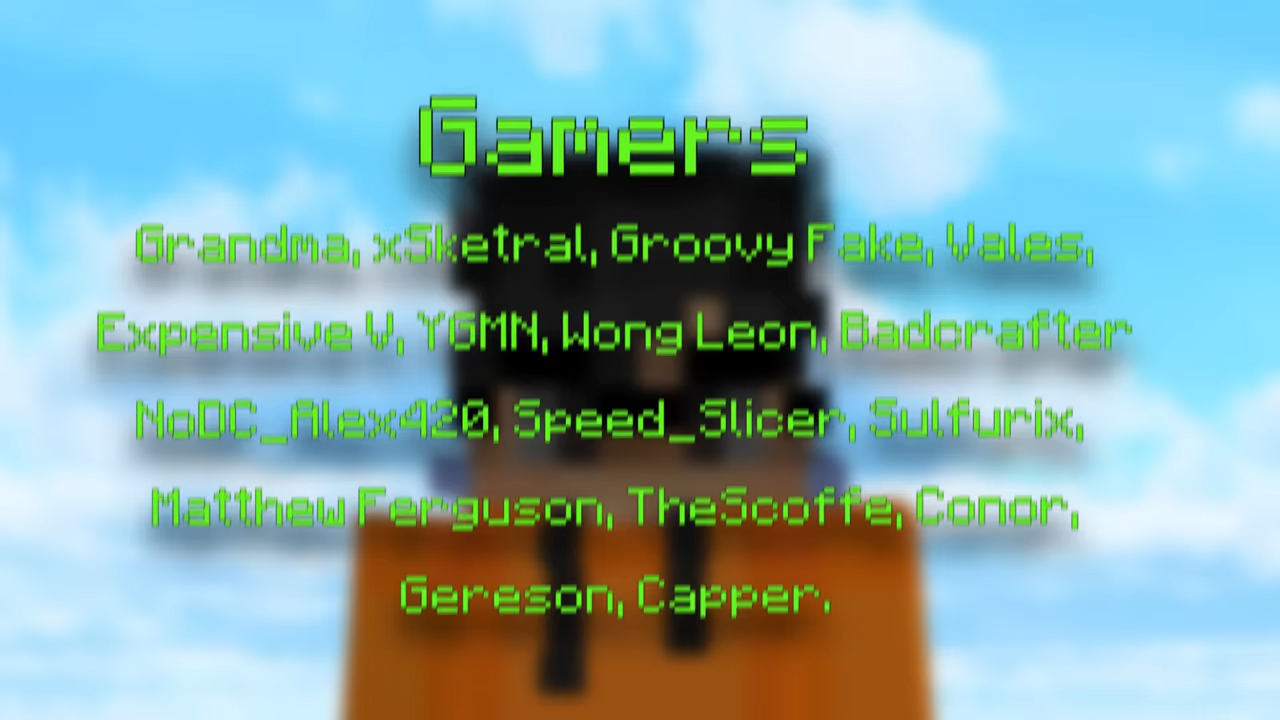 Gamers
Grandma, xSketral, Groovy Fake, Vales,
Expensive V, YGMN, Wong Leon, Badcrafter
NoDC_Alex420, Speed_Slicer, Sulfurix,
Matthew Ferguson, TheScoffe, Conor,
Gereson, Capper.